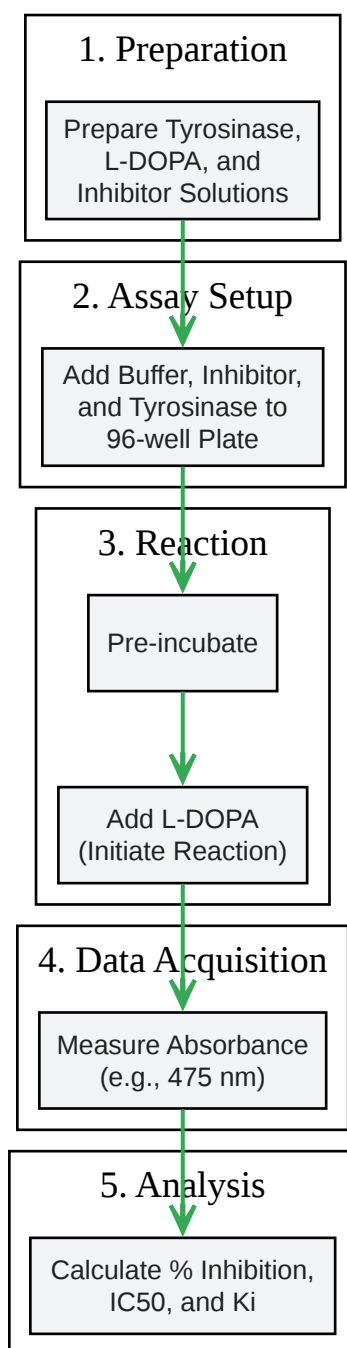 1. Preparation
Prepare Tyrosinase,
L-DOPA, and
Inhibitor Solutions
2. Assay Setup
Add Buffer, Inhibitor,
and Tyrosinase to
96-well Plate
3. Reaction
Pre-incubate
Add L-DOPA
(Initiate Reaction)
4. Data Acquisition
Measure Absorbance
(e.g., 475 nm)
5. Analysis
Calculate % Inhibition,
IC50, and Ki